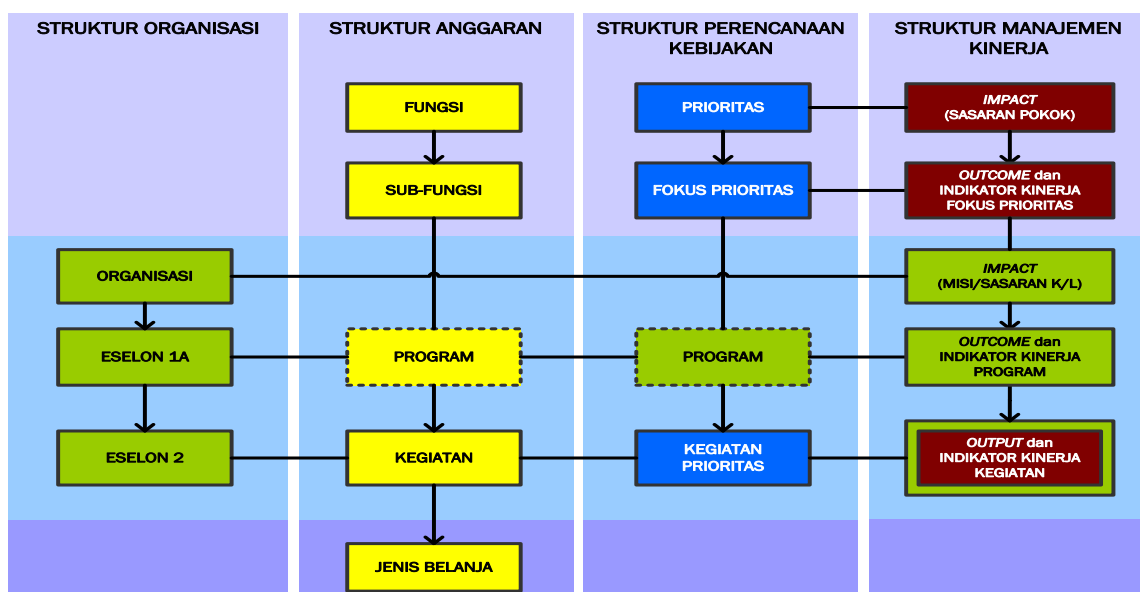 STRUKTUR ORGANISASI
STRUKTUR ANGGARAN
STRUKTUR PERENCANAAN
KEBIJAKAN
STRUKTUR MANAJEMEN
KINERJA
FUNGSI
PRIORITAS
IMPACT
(SASARAN POKOK)
SUB-FUNGSI
FOKUS PRIORITAS
OUTCOME dan
INDIKATOR KINERJA
FOKUS PRIORITAS
ORGANISASI
IMPACT
(MISI/SASARAN K/L)
ESELON 1A
PROGRAM
PROGRAM
OUTCOME dan
INDIKATOR KINERJA
PROGRAM
ESELON 2
KEGIATAN
KEGIATAN
PRIORITAS
OUTPUT dan
INDIKATOR KINERJA
KEGIATAN
JENIS BELANJA